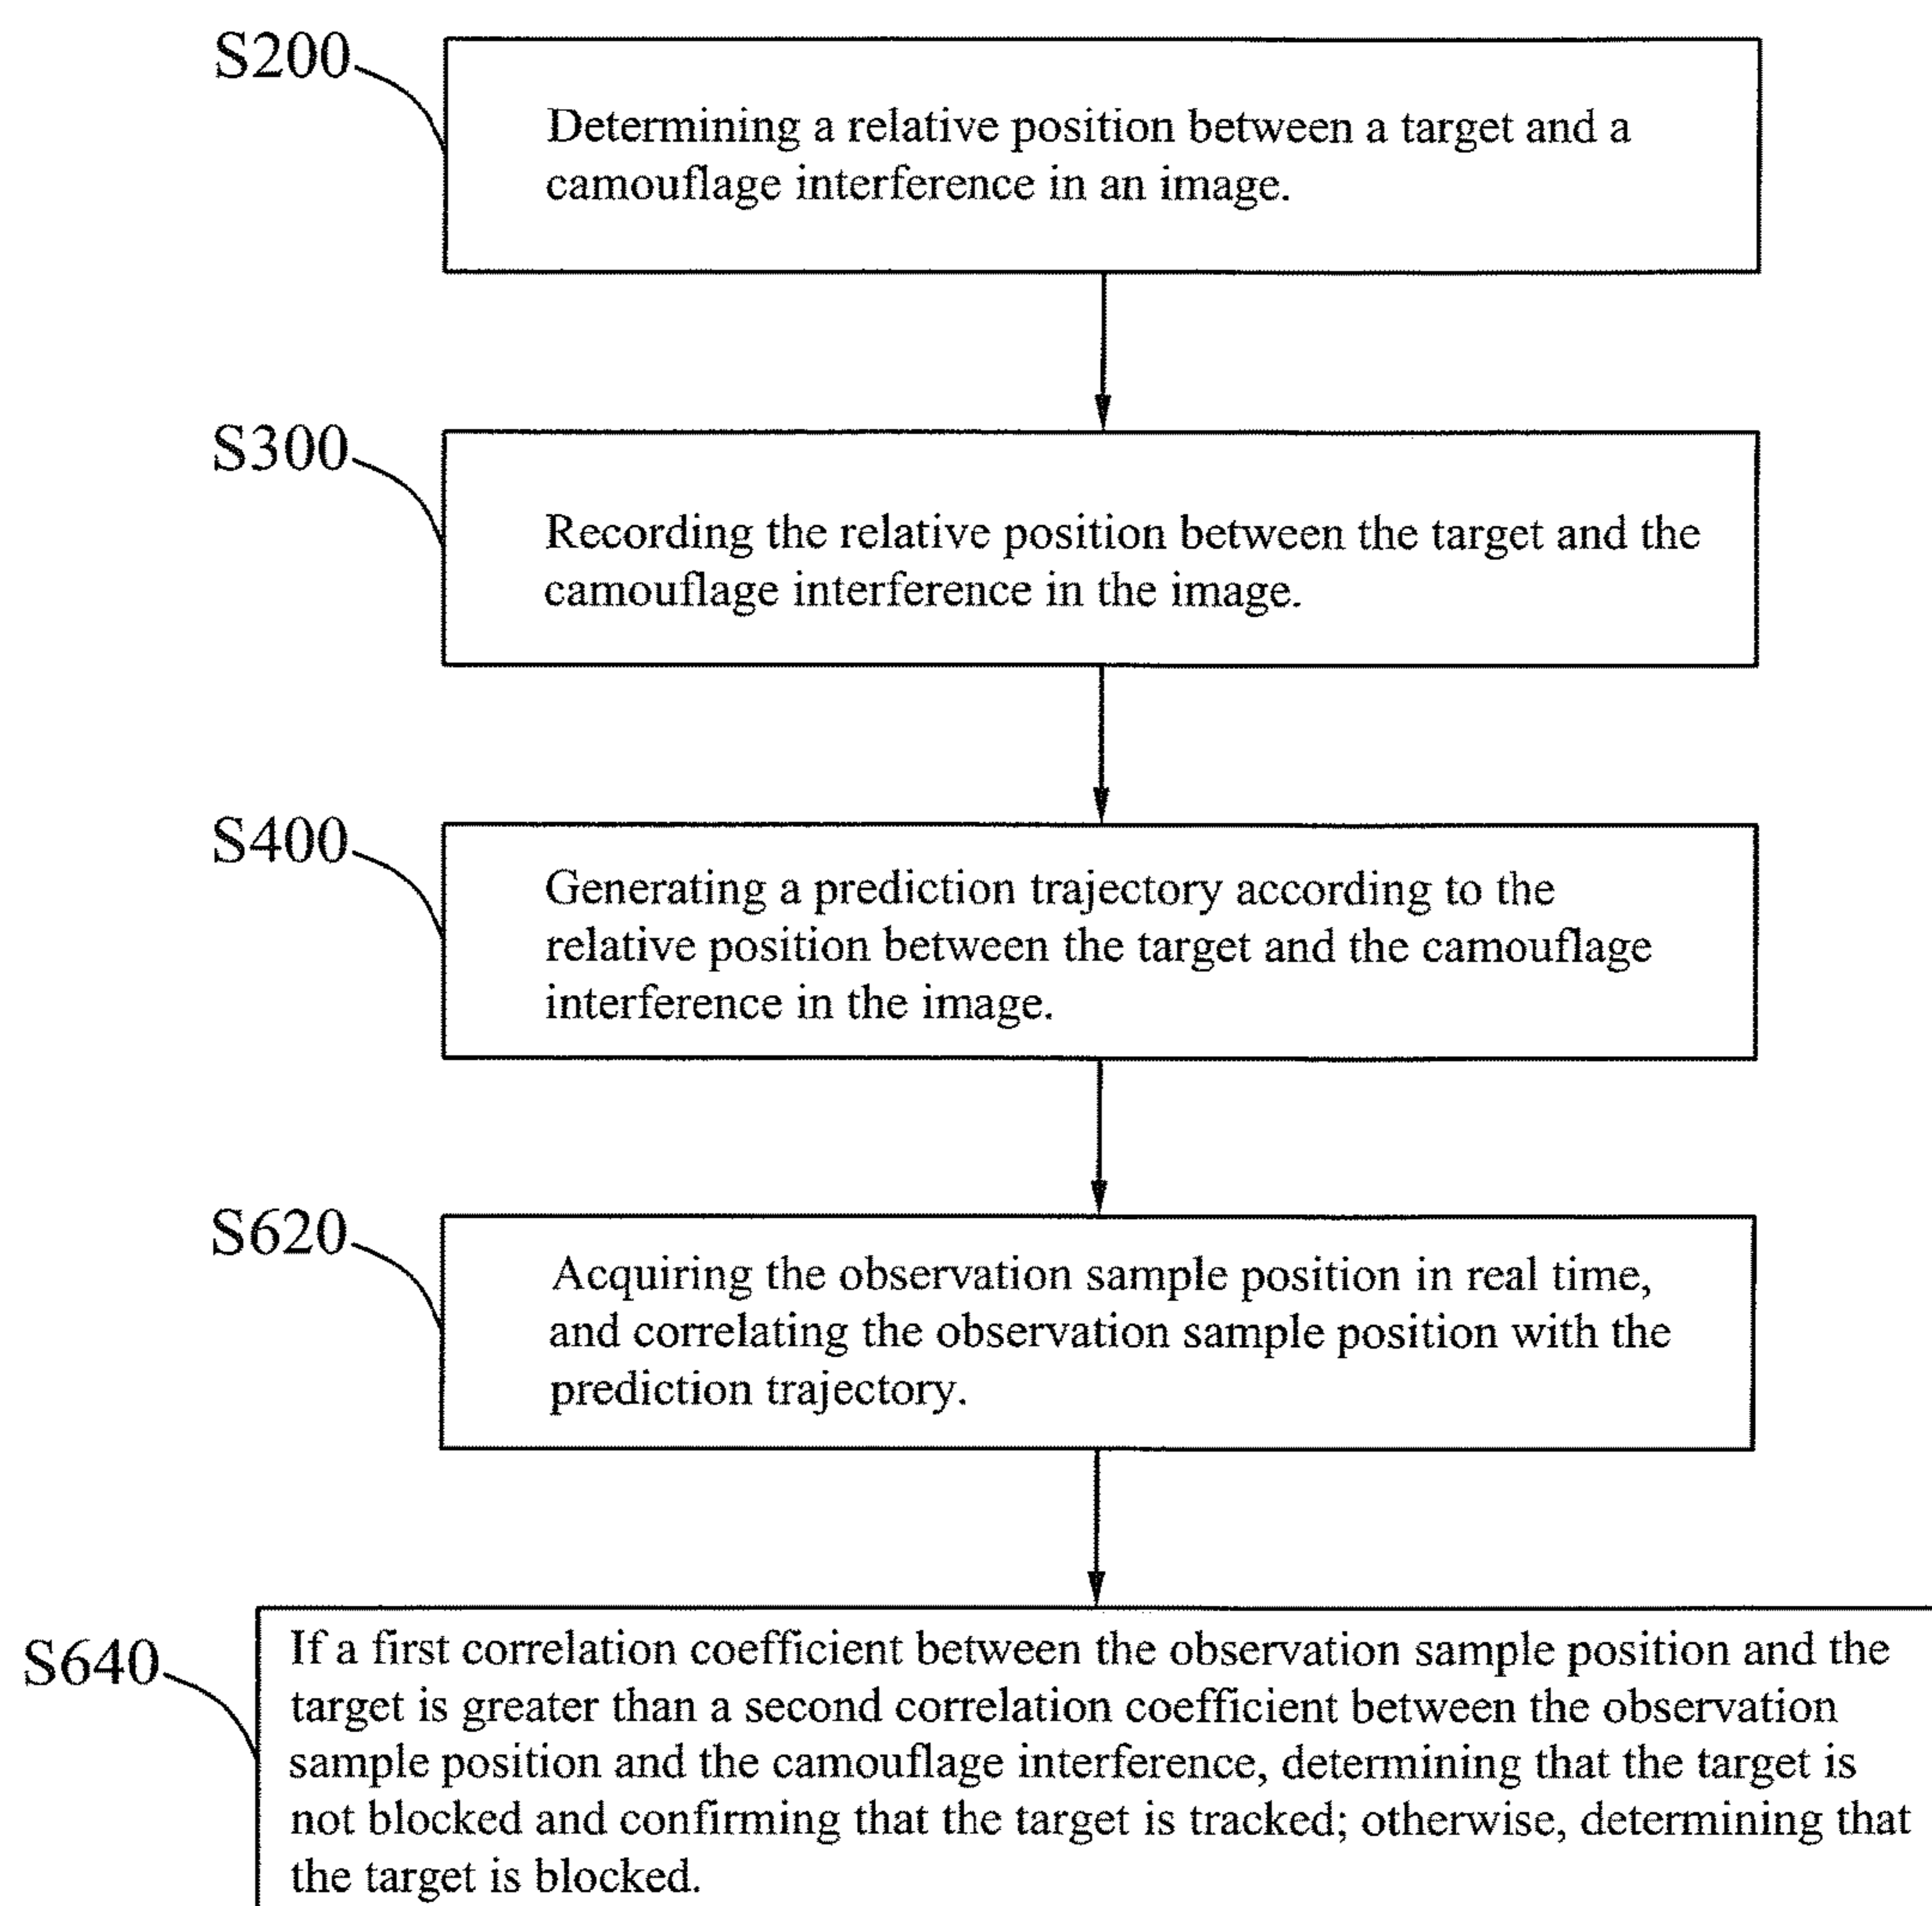 S200
Determining a relative position between a target and a
camouflage interference in an image.
S300
Recording the relative position between the target and the
camouflage interference in the image.
S400
Generating a prediction trajectory according to the
relative position between the target and the camouflage
interference in the image.
S620
Acquiring the observation sample position in real time,
and correlating the observation sample position with the
prediction trajectory.
S640
If a first correlation coefficient between the observation sample position and the
target is greater than a second correlation coefficient between the observation
sample position and the camouflage interference, determining that the target is
not blocked and confirming that the target is tracked; otherwise, determining that
the target is blocked.